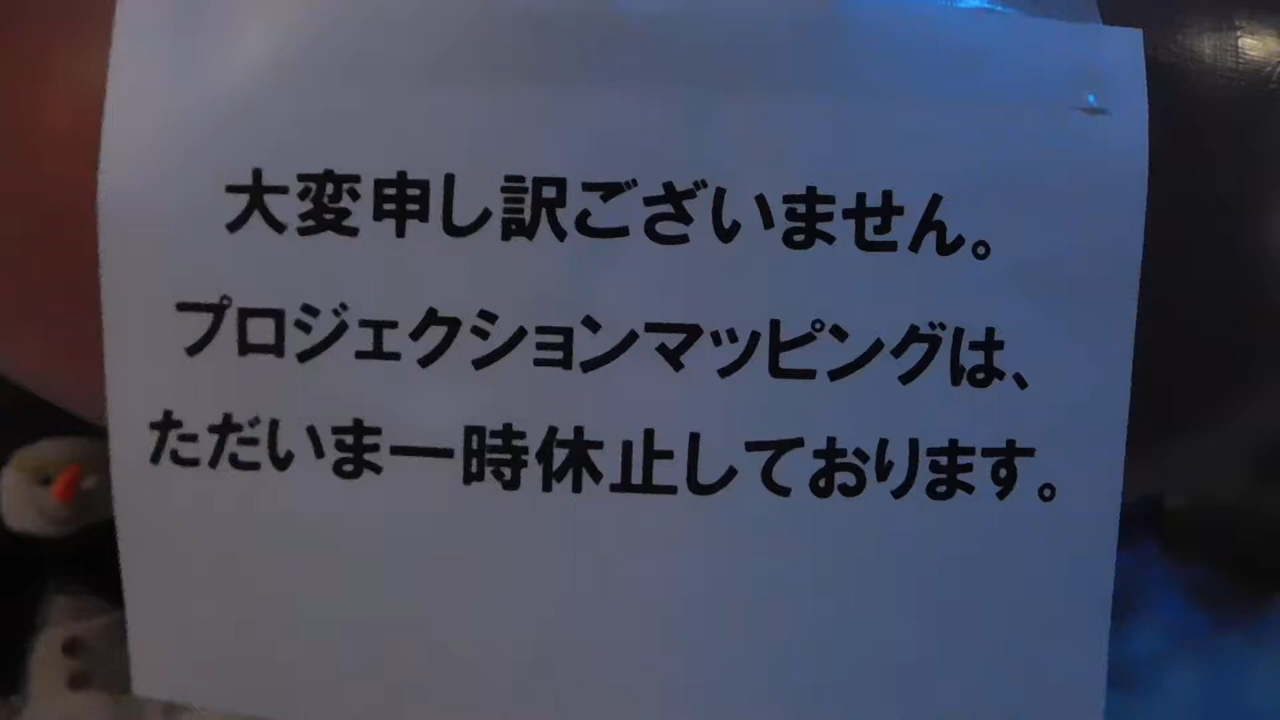 大変申し訳ございません。
プロジェクションマッピングは、
ただいま一時休止しております。